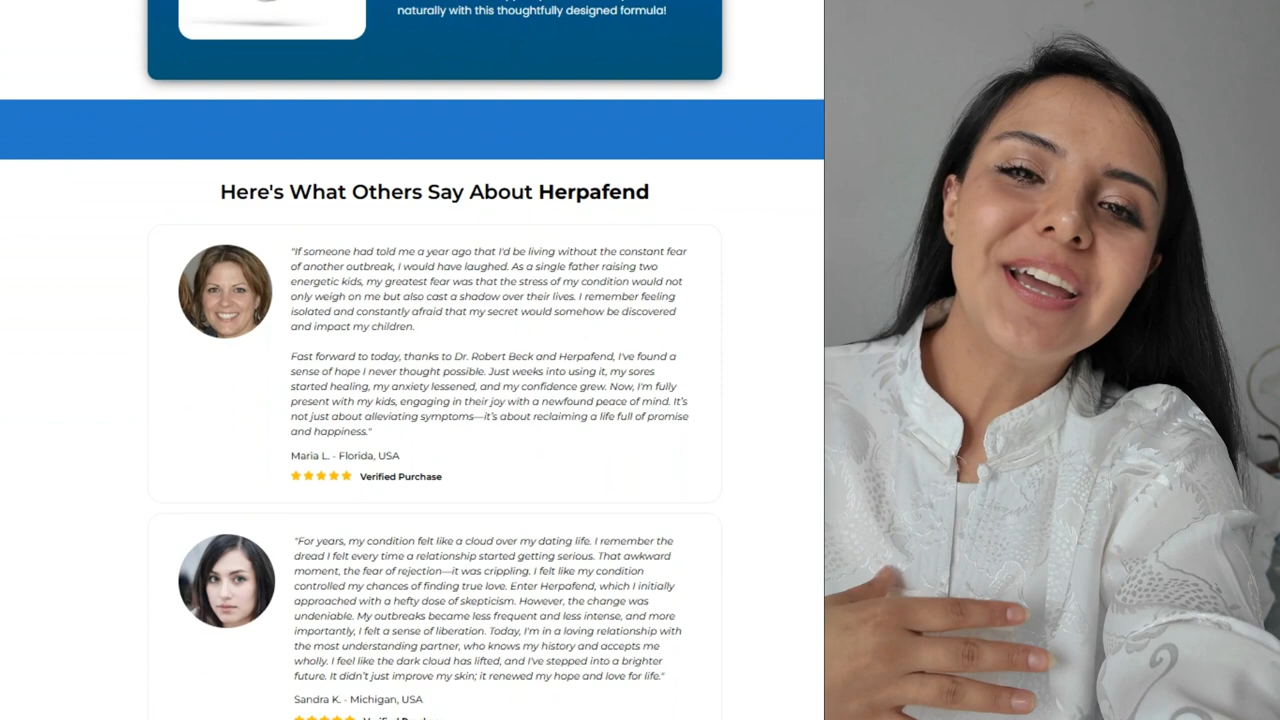 naturally with this thoughtfully designed formula!
Here's What Others Say About Herpafend
"If someone had told me a year ago that I'd be living without the constant fear
of another outbreak, I would have laughed. As a single father raising two
energetic kids, my greatest fear was that the stress of my condition would not
only weigh on me but also cast a shadow over their lives. I remember feeling
isolated and constantly afraid that my secret would somehow be discovered
and impact my children.
Fast forward to today, thanks to Dr. Robert Beck and Herpafend, I've found a
sense of hope I never thought possible. Just weeks into using it, my sores
started healing, my anxiety lessened, and my confidence grew. Now, I'm fully
present with my kids, engaging in their joy with a newfound peace of mind. It's
not just about alleviating symptoms—it's about reclaiming a life full of promise
and happiness."
Maria L. - Florida, USA
Verified Purchase
"For years, my condition felt like a cloud over my dating life. I remember the
dread I felt every time a relationship started getting serious. That awkward
moment, the fear of rejection—it was crippling. I felt like my condition
controlled my chances of finding true love. Enter Herpafend, which I initially
approached with a hefty dose of skepticism. However, the change was
undeniable. My outbreaks became less frequent and less intense, and more
importantly, I felt a sense of liberation. Today, I'm in a loving relationship with
the most understanding partner, who knows my history and accepts me
wholly. I feel like the dark cloud has lifted, and I've stepped into a brighter
future. It didn't just improve my skin; it renewed my hope and love for life."
Sandra K. - Michigan, USA